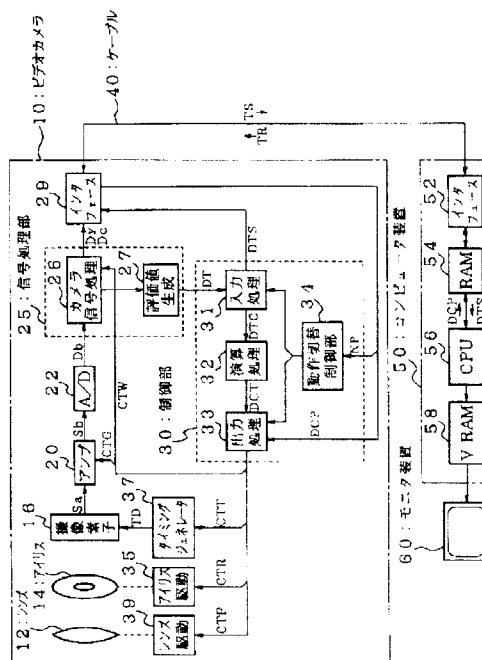 10：ビデオカメラ
40：ケーブル
TS
TR
29
インタ
フェース
Dy
Dc
25：信号処理部
26
カメラ
信号処理
27
評価値
生成
DT
DTS
Db
22
A／D
Sb
20
アンプ
CTG
CTW
Sa
16
撮像素子
TD
14：アイリス
12：レンズ
30：制御部
31
入力
処理
DTC
32
演算処理
DCT
33
出力
処理
34
動作切替
制御部
NP
DCP
37
タイミング
ジェネレータ
CTT
35
アイリス
駆動
CTR
39
レンズ
駆動
CTP
50：コンピュータ装置
52
インタ
フェース
54
RAM
DCP
DTS
56
CPU
58
VRAM
60：モニタ装置